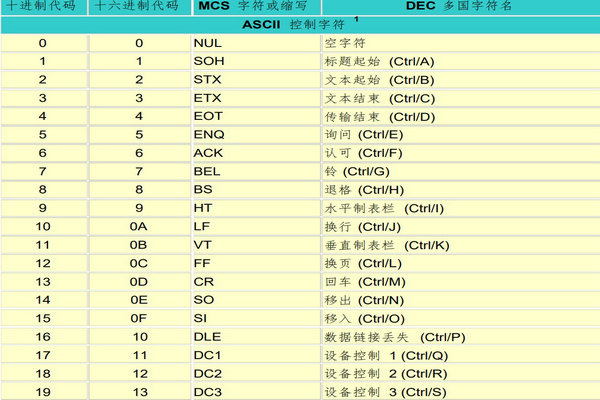 十进制代码 十六进制代码 MCS 字符或缩写 DEC 多国字符名
ASCII 控制字符 1
0 0 NUL 空字符
1 1 SOH 标题起始 (Ctrl/A)
2 2 STX 文本起始 (Ctrl/B)
3 3 ETX 文本结束 (Ctrl/C)
4 4 EOT 传输结束 (Ctrl/D)
5 5 ENQ 询问 (Ctrl/E)
6 6 ACK 认可 (Ctrl/F)
7 7 BEL 铃 (Ctrl/G)
8 8 BS 退格 (Ctrl/H)
9 9 HT 水平制表栏 (Ctrl/I)
10 0A LF 换行 (Ctrl/J)
11 0B VT 垂直制表栏 (Ctrl/K)
12 0C FF 换页 (Ctrl/L)
13 0D CR 回车 (Ctrl/M)
14 0E SO 移出 (Ctrl/N)
15 0F SI 移入 (Ctrl/O)
16 10 DLE 数据链接丢失 (Ctrl/P)
17 11 DC1 设备控制 1 (Ctrl/Q)
18 12 DC2 设备控制 2 (Ctrl/R)
19 13 DC3 设备控制 3 (Ctrl/S)